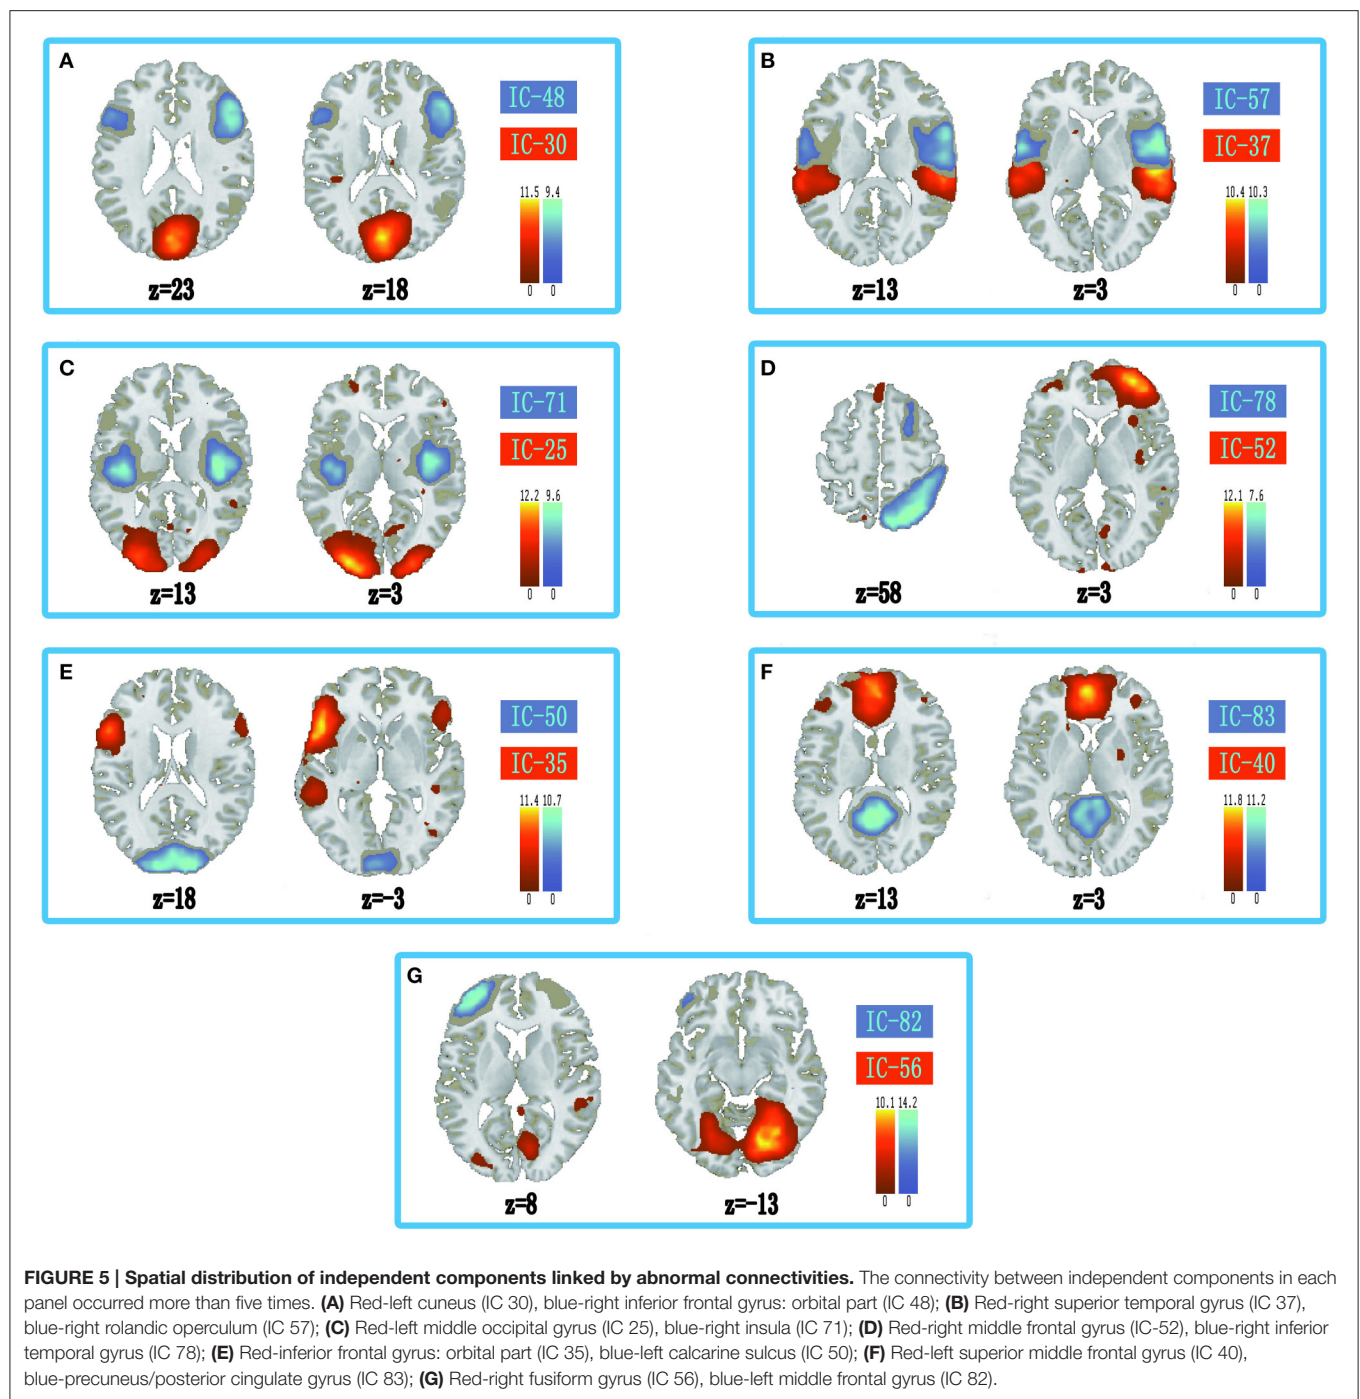 A
IC-48
IC-30
11.5 9.4
0 0
z=23 z=18
B
IC-57
IC-37
10.4 10.3
0 0
z=13 z=3
C
IC-71
IC-25
12.2 9.6
0 0
z=13 z=3
D
IC-78
IC-52
12.1 7.6
0 0
z=58 z=3
E
IC-50
IC-35
11.4 10.7
0 0
z=18 z=-3
F
IC-83
IC-40
11.8 11.2
0 0
z=13 z=3
G
IC-82
IC-56
10.1 14.2
0 0
z=8 z=-13
FIGURE 5 | Spatial distribution of independent components linked by abnormal connectivities. The connectivity between independent components in each
panel occurred more than five times. (A) Red-left cuneus (IC 30), blue-right inferior frontal gyrus: orbital part (IC 48); (B) Red-right superior temporal gyrus (IC 37),
blue-right rolandic operculum (IC 57); (C) Red-left middle occipital gyrus (IC 25), blue-right insula (IC 71); (D) Red-right middle frontal gyrus (IC-52), blue-right inferior
temporal gyrus (IC 78); (E) Red-inferior frontal gyrus: orbital part (IC 35), blue-left calcarine sulcus (IC 50); (F) Red-left superior middle frontal gyrus (IC 40),
blue-precuneus/posterior cingulate gyrus (IC 83); (G) Red-right fusiform gyrus (IC 56), blue-left middle frontal gyrus (IC 82).